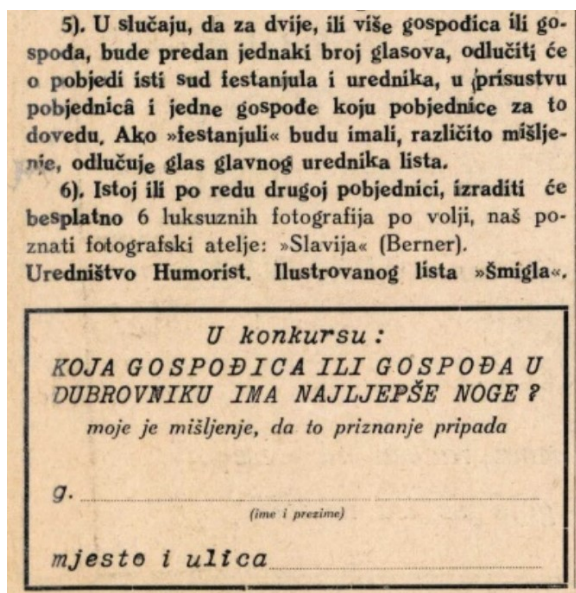 5). U slučaju, da za dvije, ili više gospođica ili go-
spođa, bude predan jednaki broj glasova, odlučiti će
o pobjedi isti sud festanjula i urednika, u prisustvu
pobjednicâ i jedne gospođe koju pobjednice za to
dovedu. Ako »festanjuli« budu imali, različito mišlje-
nje, odlučuje glas glavnog urednika lista.
6). Istoj ili po redu drugoj pobjednici, izraditi će
besplatno 6 luksuznih fotografija po volji, naš po-
znati fotografski atelje: »Slavija« (Berner).
Uredništvo Humorist. Ilustrovanog lista »Šmigla«.
U konkursu:
KOJA GOSPOĐICA ILI GOSPOĐA U
DUBROVNIKU IMA NAJLJEPŠE NOGE?
moje je mišljenje, da to priznanje pripada
g.
(ime i prezime)
mjesto i ulica